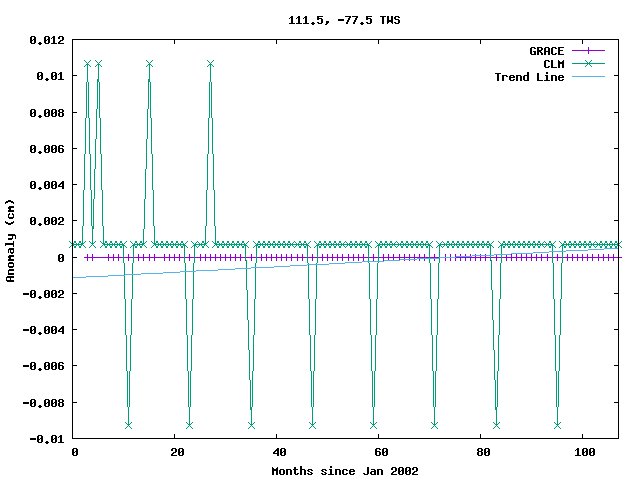 111.5, -77.5 TWS
GRACE
CLM
Trend Line
Anomaly (cm)
0.012
0.01
0.008
0.006
0.004
0.002
0
-0.002
-0.004
-0.006
-0.008
-0.01
0 20 40 60 80 100
Months since Jan 2002